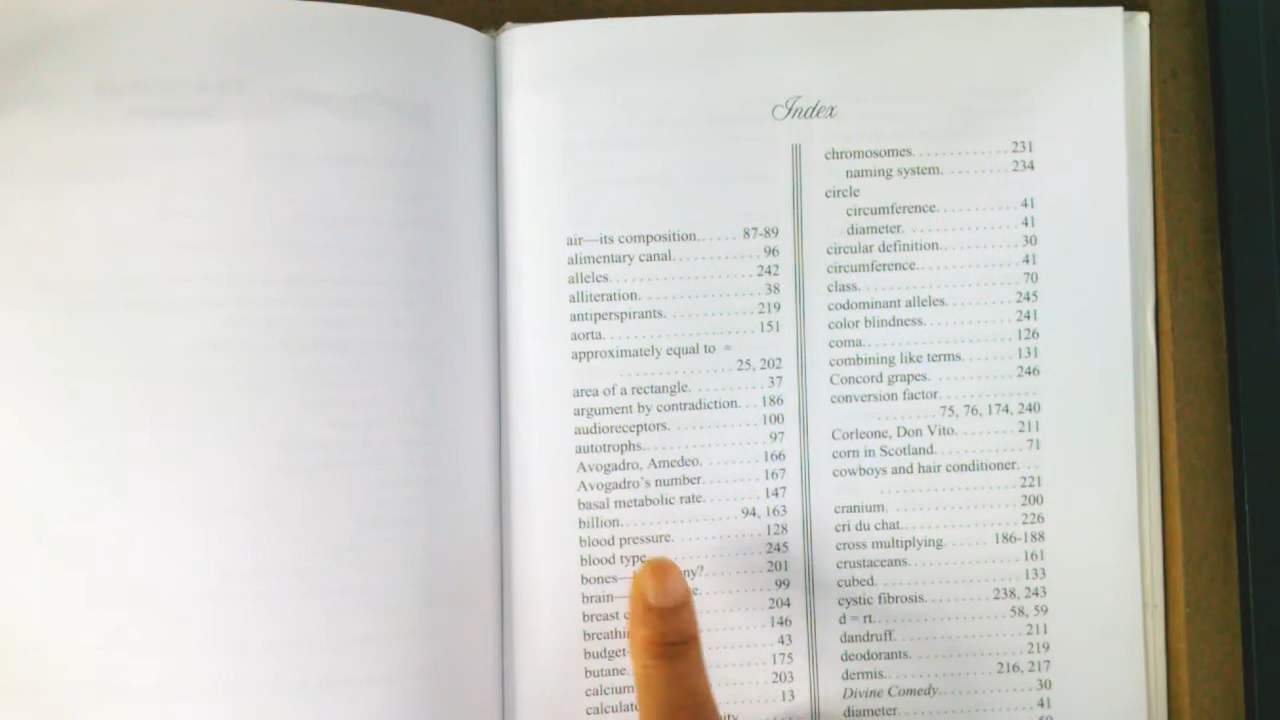 Index
air—its composition. . . . . . 87-89
alimentary canal. . . . . . . . . . . . 96
alleles. . . . . . . . . . . . . . . . . . . 242
alliteration. . . . . . . . . . . . . . . . 38
antiperspirants. . . . . . . . . . . . 219
aorta. . . . . . . . . . . . . . . . . . . . 151
approximately equal to ≈
. . . . . . . . . . . . . . 25, 202
area of a rectangle. . . . . . . . . . 37
argument by contradiction. . . 186
audioreceptors. . . . . . . . . . . . 100
autotrophs. . . . . . . . . . . . . . . . 97
Avogadro, Amedeo. . . . . . . . 166
Avogadro's number. . . . . . . . 167
basal metabolic rate. . . . . . . . 147
billion. . . . . . . . . . . . . . . 94, 163
blood pressure. . . . . . . . . . . . 128
blood type. . . . . . . . . . . . . . . 245
bones— ny?. . . . . . . . . 201
brain— . . . . . . . . . . 99
breast 204
146
budget- 43
butane. 175
calcium 203
13
chromosomes. . . . . . . . . . . . . 231
naming system. . . . . . . . . 234
circle
circumference. . . . . . . . . . 41
diameter. . . . . . . . . . . . . . 41
circular definition. . . . . . . . . . 30
circumference. . . . . . . . . . . . . 41
class. . . . . . . . . . . . . . . . . . . . . 70
codominant alleles. . . . . . . . . 245
color blindness. . . . . . . . . . . . 241
coma. . . . . . . . . . . . . . . . . . . . 126
combining like terms. . . . . . . 131
Concord grapes. . . . . . . . . . . 246
conversion factor. . . . . . . . . . . .
. . . . . . . . 75, 76, 174, 240
Corleone, Don Vito. . . . . . . . 211
corn in Scotland. . . . . . . . . . . . 71
cowboys and hair conditioner. . .
. . . . . . . . . . . . . . . . . . 221
cranium. . . . . . . . . . . . . . . . . 200
cri du chat. . . . . . . . . . . . . . . 226
cross multiplying. . . . . . 186-188
crustaceans. . . . . . . . . . . . . . . 161
cubed. . . . . . . . . . . . . . . . . . . 133
cystic fibrosis. . . . . . . . . 238, 243
d = rt. . . . . . . . . . . . . . . . . 58, 59
dandruff. . . . . . . . . . . . . . . . . 211
deodorants. . . . . . . . . . . . . . . 219
dermis. . . . . . . . . . . . . . 216, 217
Divine Comedy. . . . . . . . . . . . 30
diameter. . . . . . . . . . . . . . . . . 41